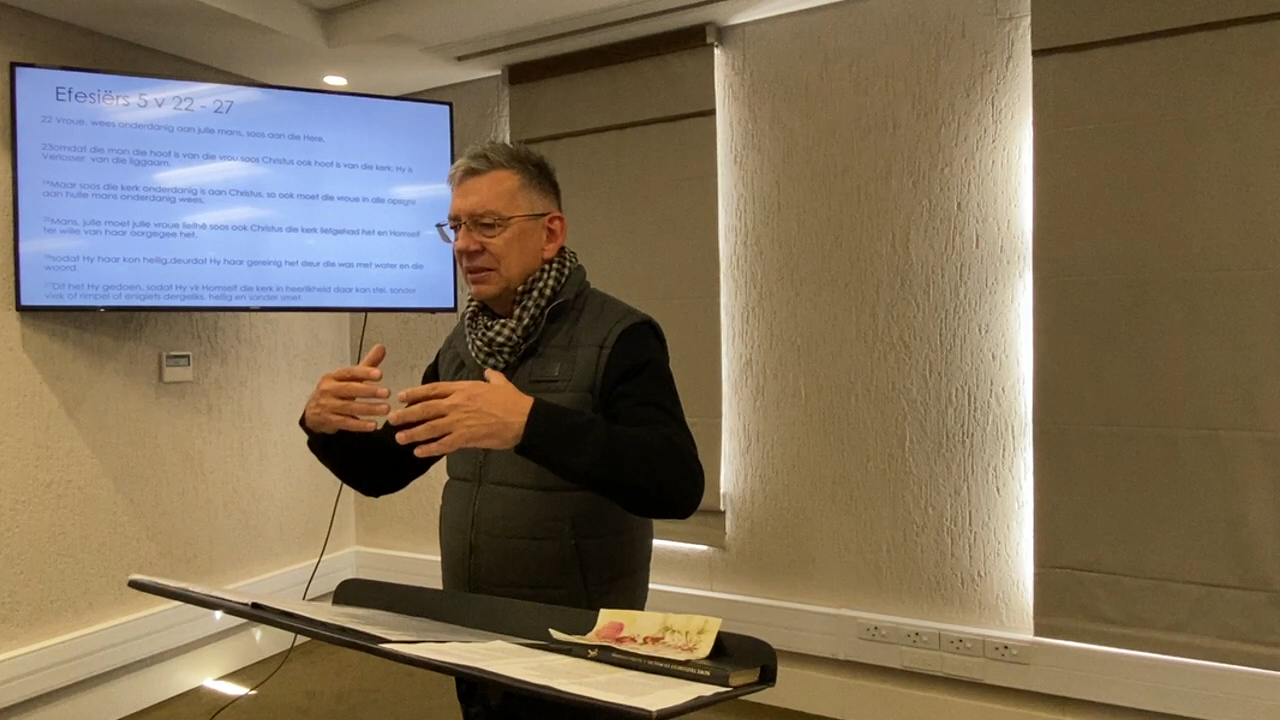 Efesiërs 5 v 22 - 27
22 Vroue, wees onderdanig aan julle mans, soos aan die Here,
23omdat die man die hoof is van die vrou soos Christus ook hoof is van die kerk; Hy is
Verlosser van die liggaam.
24Maar soos die kerk onderdanig is aan Christus, so ook moet die vroue in alle opsigte
aan hulle mans onderdanig wees.
25Mans, julle moet julle vroue liefhê soos ook Christus die kerk liefgehad het en Homself
ter wille van haar oorgegee het,
26sodat Hy haar kon heilig,deurdat Hy haar gereinig het deur die was met water en die
woord.
27Dit het Hy gedoen, sodat Hy vir Homself die kerk in heerlikheid daar kan stel, sonder
vlek of rimpel of enigiets dergeliks, heilig en sonder smet.